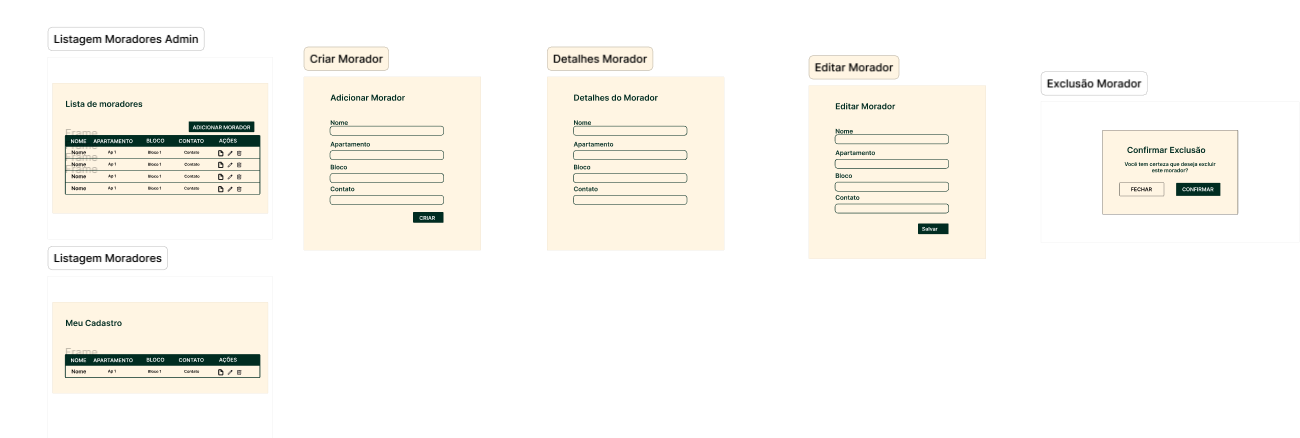 Listagem Moradores Admin
Lista de moradores
Frame
ADICIONAR MORADOR
NOME APARTAMENTO BLOCO CONTATO AÇÕES
Nome Ap 1 Bloco 1 Contato
Frame
Nome Ap 1 Bloco 1 Contato
Frame
Nome Ap 1 Bloco 1 Contato
Nome Ap 1 Bloco 1 Contato
Listagem Moradores
Meu Cadastro
Frame
NOME APARTAMENTO BLOCO CONTATO AÇÕES
Nome Ap 1 Bloco 1 Contato
Criar Morador
Adicionar Morador
Nome
Apartamento
Bloco
Contato
CRIAR
Detalhes Morador
Detalhes do Morador
Nome
Apartamento
Bloco
Contato
Editar Morador
Editar Morador
Nome
Apartamento
Bloco
Contato
Salvar
Exclusão Morador
Confirmar Exclusão
Você tem certeza que deseja excluir
este morador?
FECHAR CONFIRMAR